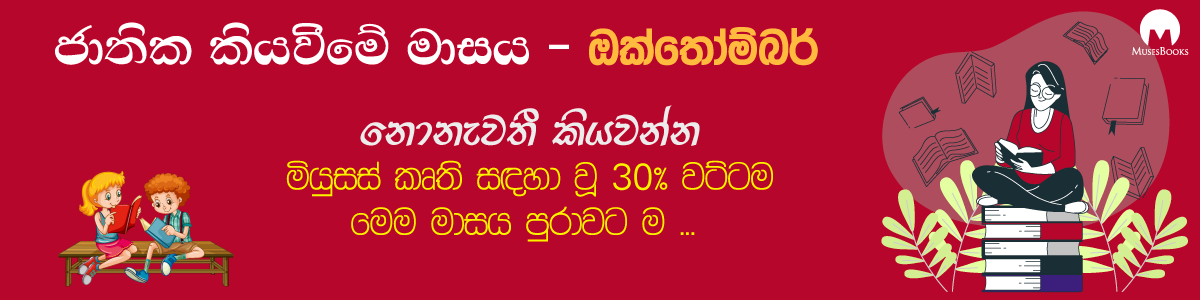 ජාතික කියවීමේ මාසය - ඔක්තෝම්බර්
MusesBooks
නොනැවතී කියවන්න
මියුසස් කෘති සඳහා වූ 30% වට්ටම
මෙම මාසය පුරාවට ම ...